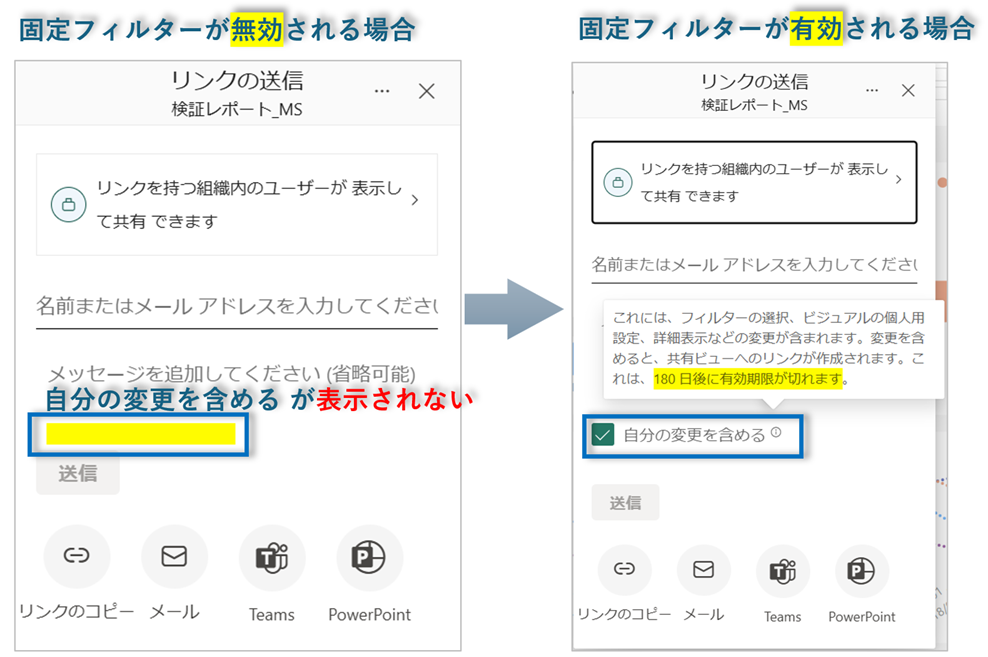 固定フィルターが無効される場合
リンクの送信
検証レポート_MS
リンクを持つ組織内のユーザーが 表示し
て共有 できます
名前またはメール アドレスを入力してください
メッセージを追加してください (省略可能)
自分の変更を含める が表示されない
送信
リンクのコピー
メール
Teams
PowerPoint
固定フィルターが有効される場合
リンクの送信
検証レポート_MS
リンクを持つ組織内のユーザーが 表示し
て共有 できます
名前またはメール アドレスを入力してください
これには、フィルターの選択、ビジュアルの個人用
設定、詳細表示などの変更が含まれます。変更を含
めると、共有ビューへのリンクが作成されます。こ
れは、180 日後に有効期限が切れます。
自分の変更を含める
送信
リンクのコピー
メール
Teams
PowerPoint